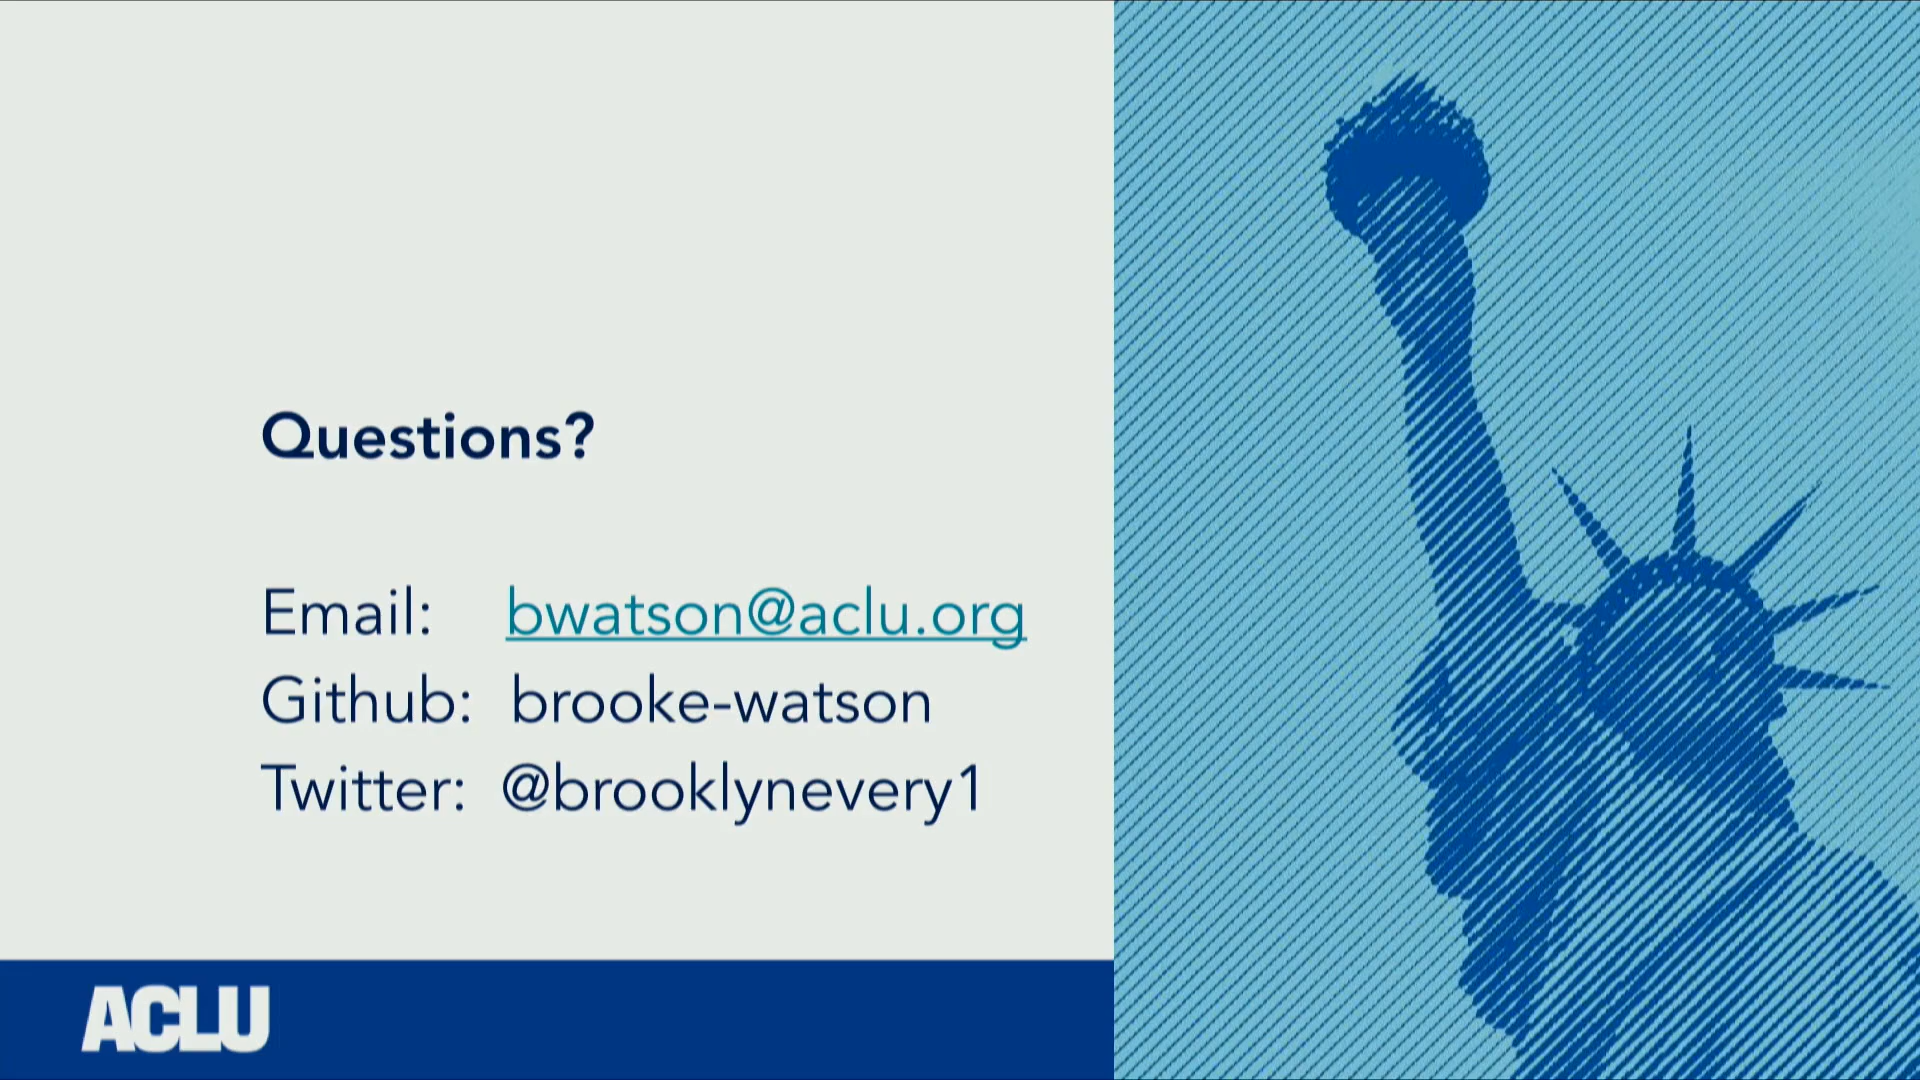 Questions?
Email: bwatson@aclu.org
Github: brooke-watson
Twitter: @brooklynevery1
ACLU